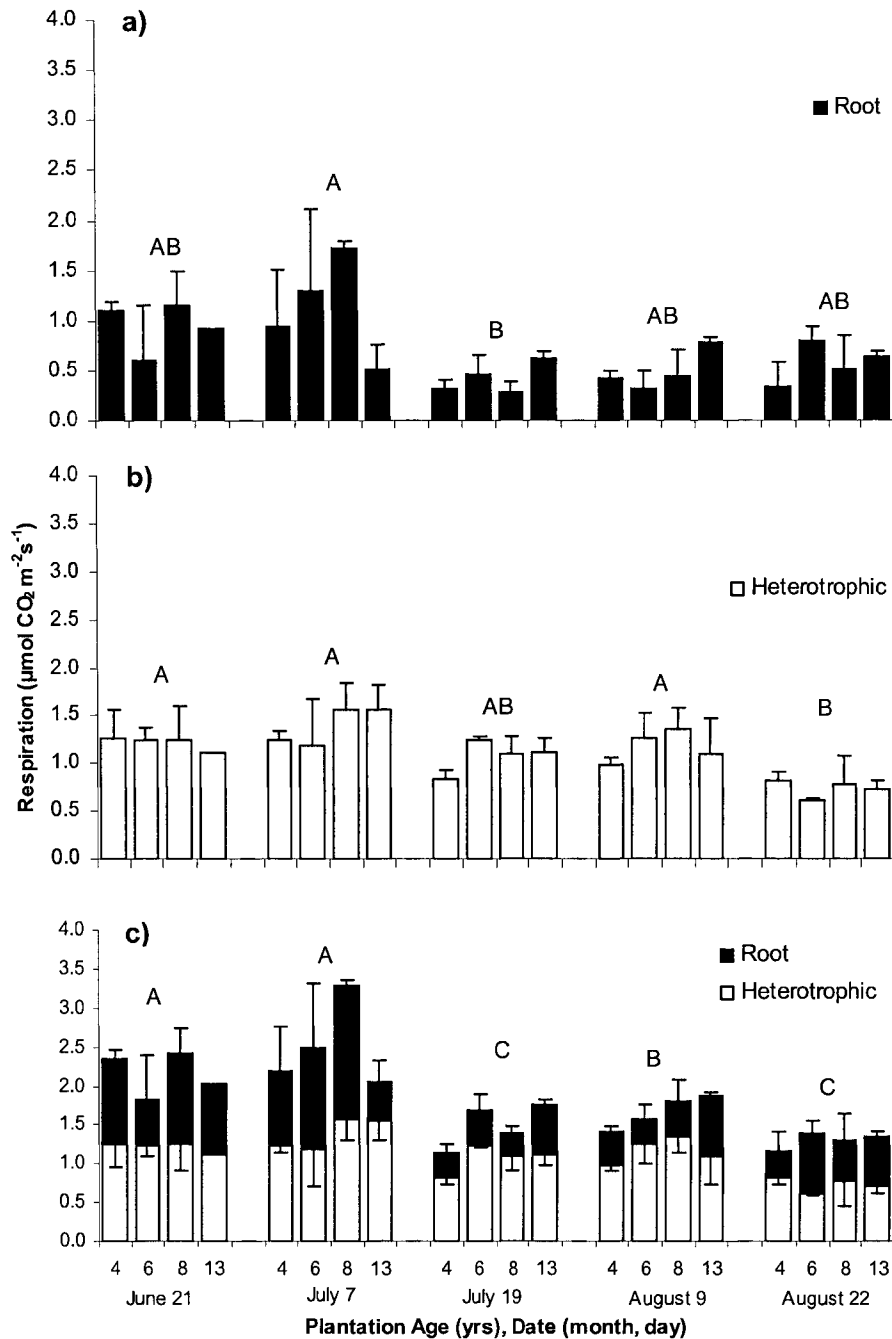 a)
4.0
3.5
3.0
2.5
2.0
1.5
1.0
0.5
0.0
Root
AB
A
B
AB
AB
b)
4.0
3.5
3.0
2.5
2.0
1.5
1.0
0.5
0.0
Heterotrophic
A
A
AB
A
B
Respiration (µmol CO₂ m⁻²s⁻¹)
c)
4.0
3.5
3.0
2.5
2.0
1.5
1.0
0.5
0.0
Root
Heterotrophic
A
A
C
B
C
4 6 8 13 4 6 8 13 4 6 8 13 4 6 8 13 4 6 8 13
June 21 July 7 July 19 August 9 August 22
Plantation Age (yrs), Date (month, day)